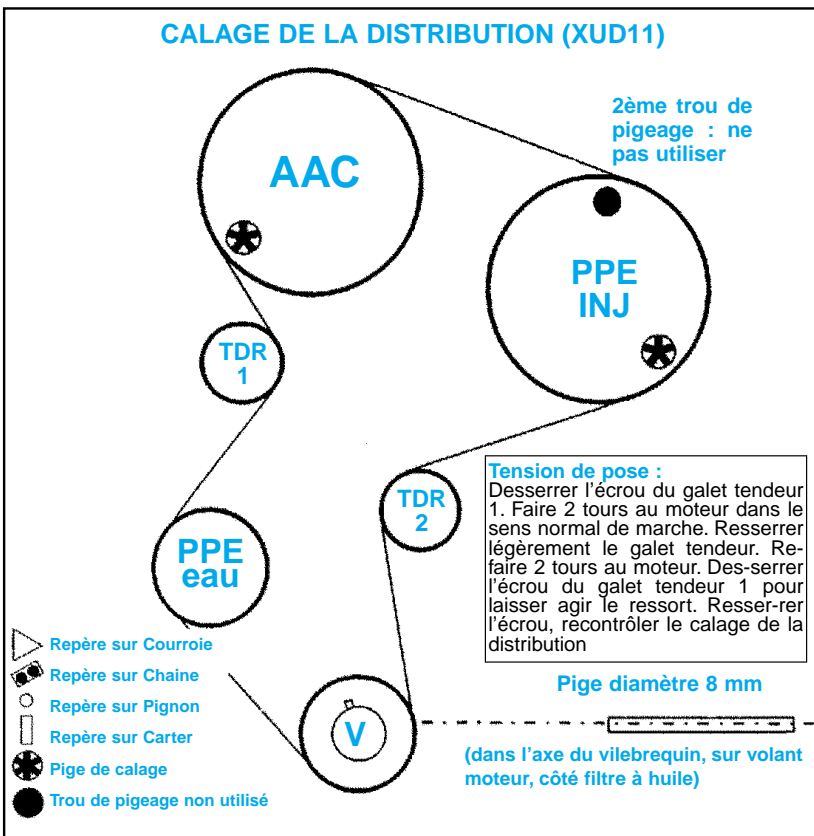 CALAGE DE LA DISTRIBUTION (XUD11)
2ème trou de
pigeage : ne
pas utiliser
AAC
PPE
INJ
TDR
1
TDR
2
PPE
eau
Tension de pose :
Desserrer l'écrou du galet tendeur
1. Faire 2 tours au moteur dans le
sens normal de marche. Resserrer
légèrement le galet tendeur. Re-
faire 2 tours au moteur. Des-serrer
l'écrou du galet tendeur 1 pour
laisser agir le ressort. Resser-rer
l'écrou, recontrôler le calage de la
distribution
Repère sur Courroie
Repère sur Chaine
Repère sur Pignon
Repère sur Carter
Pige de calage
Trou de pigeage non utilisé
V
Pige diamètre 8 mm
(dans l'axe du vilebrequin, sur volant
moteur, côté filtre à huile)